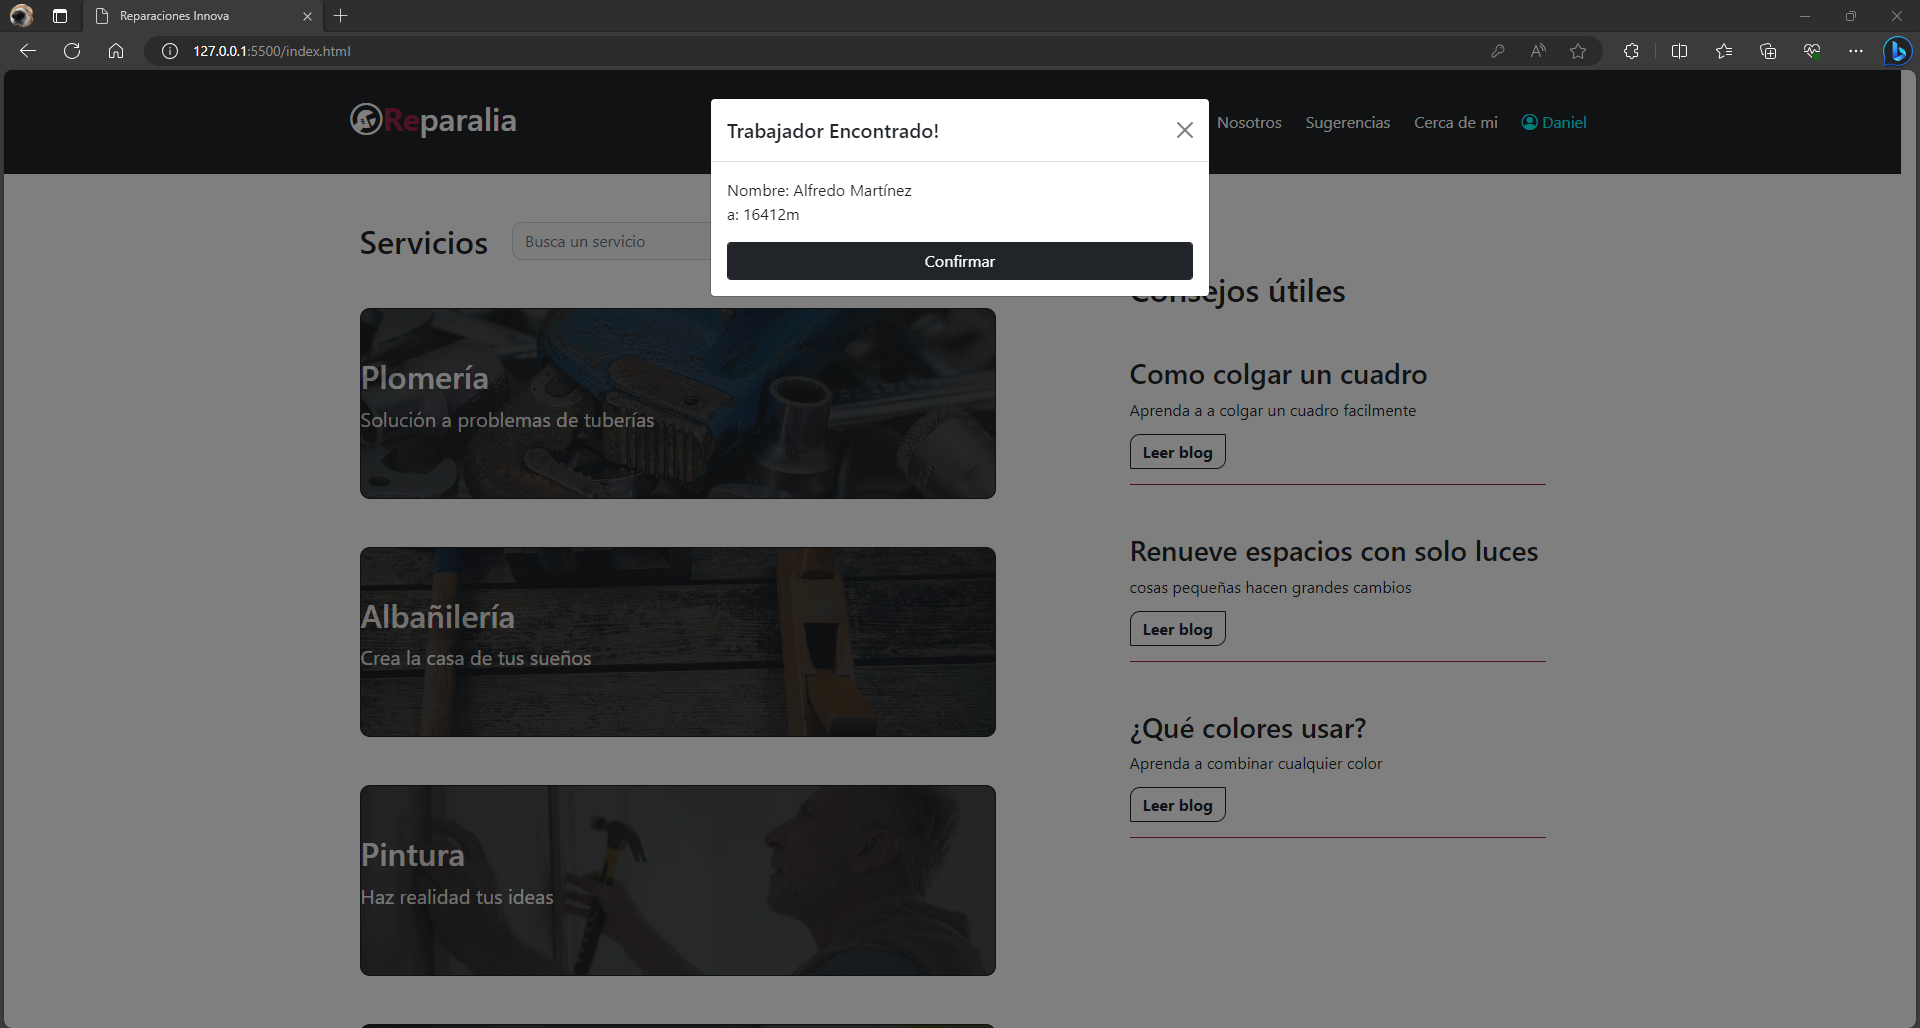 Reparaciones Innova
127.0.0.1:5500/index.html
Reparalia
Nosotros
Sugerencias
Cerca de mi
Daniel
Trabajador Encontrado!
Nombre: Alfredo Martínez
a: 16412m
Confirmar
Servicios
Busca un servicio
Plomería
Solución a problemas de tuberías
Albañilería
Crea la casa de tus sueños
Pintura
Haz realidad tus ideas
Consejos útiles
Como colgar un cuadro
Aprenda a a colgar un cuadro facilmente
Leer blog
Renueve espacios con solo luces
cosas pequeñas hacen grandes cambios
Leer blog
¿Qué colores usar?
Aprenda a combinar cualquier color
Leer blog